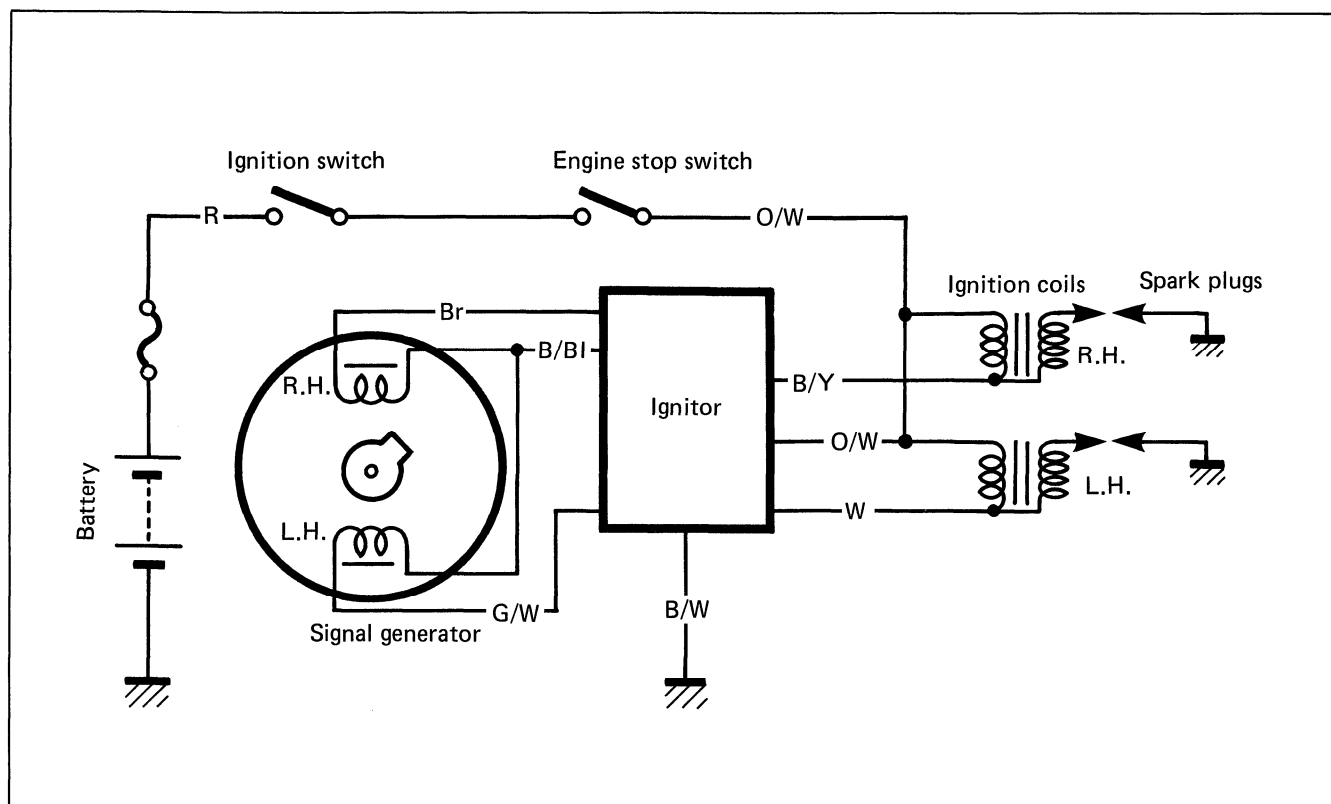 Ignition switch
Engine stop switch
R
O/W
Ignition coils
Spark plugs
Br
B/Bl
R.H.
R.H.
B/Y
Ignitor
O/W
Battery
L.H.
L.H.
W
G/W
B/W
Signal generator